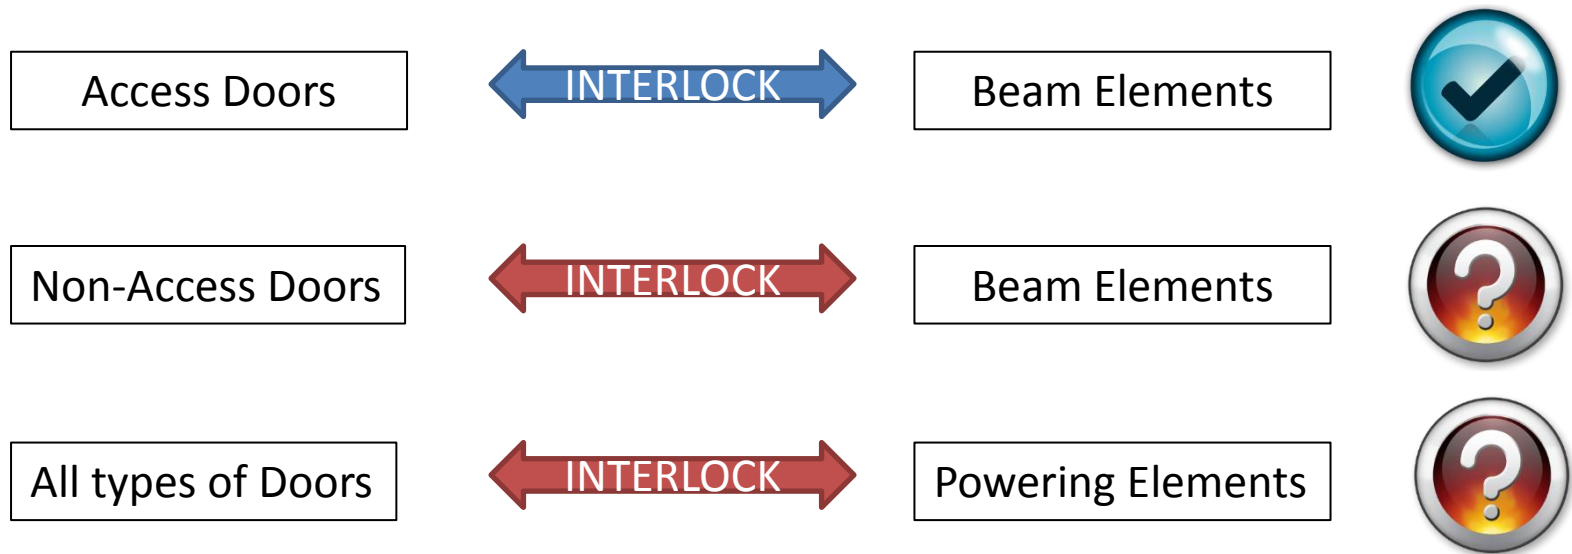 Access Doors INTERLOCK Beam Elements
Non-Access Doors INTERLOCK Beam Elements
All types of Doors INTERLOCK Powering Elements